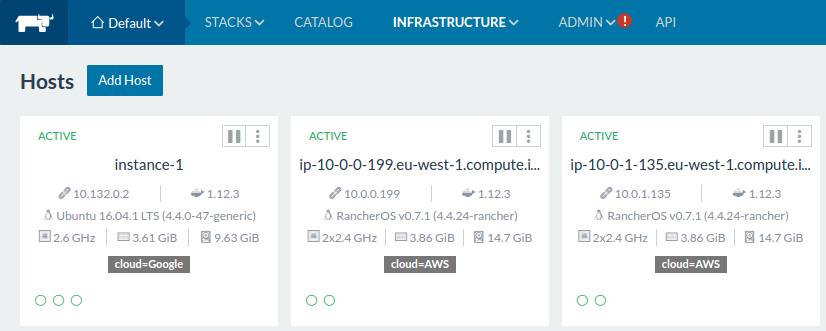 Default STACKS CATALOG INFRASTRUCTURE ADMIN ! API
Hosts Add Host
ACTIVE ACTIVE ACTIVE
instance-1 ip-10-0-0-199.eu-west-1.compute.i... ip-10-0-1-135.eu-west-1.compute.i...
10.132.0.2 1.12.3 10.0.0.199 1.12.3 10.0.1.135 1.12.3
Ubuntu 16.04.1 LTS (4.4.0-47-generic) RancherOS v0.7.1 (4.4.24-rancher) RancherOS v0.7.1 (4.4.24-rancher)
2.6 GHz 3.61 GiB 9.63 GiB 2x2.4 GHz 3.86 GiB 14.7 GiB 2x2.4 GHz 3.86 GiB 14.7 GiB
cloud=Google cloud=AWS cloud=AWS